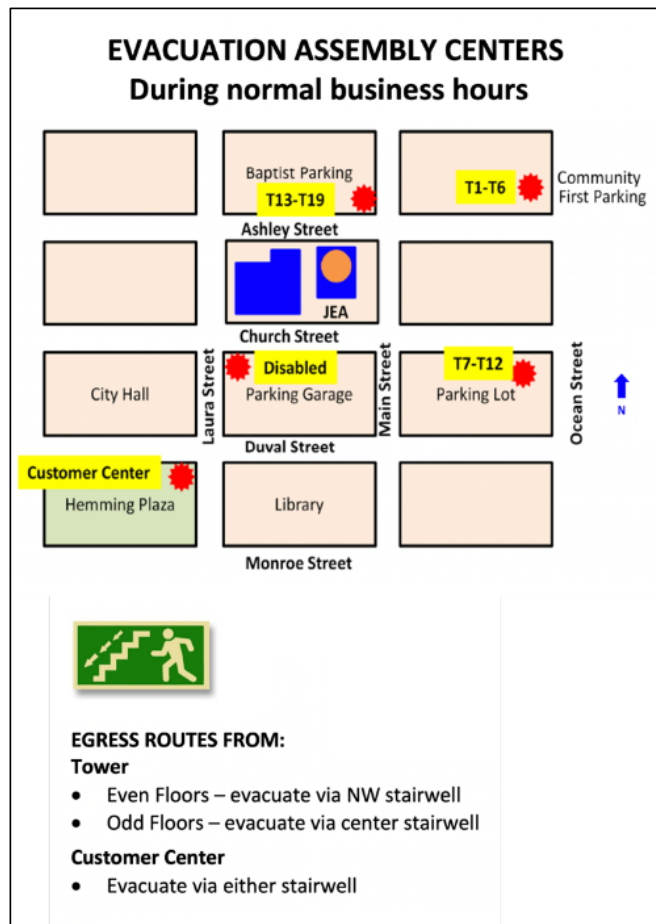 EVACUATION ASSEMBLY CENTERS
During normal business hours
Baptist Parking
T13-T19
T1-T6
Community
First Parking
Ashley Street
JEA
Church Street
Laura Street
Main Street
Ocean Street
City Hall
Disabled
Parking Garage
T7-T12
Parking Lot
N
Duval Street
Customer Center
Hemming Plaza
Library
Monroe Street
EGRESS ROUTES FROM:
Tower
• Even Floors – evacuate via NW stairwell
• Odd Floors – evacuate via center stairwell
Customer Center
• Evacuate via either stairwell